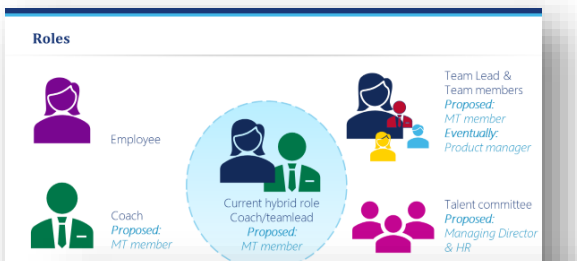 Roles
Employee
Coach
Proposed:
MT member
Current hybrid role
Coach/teamlead
Proposed:
MT member
Team Lead &
Team members
Proposed:
MT member
Eventually:
Product manager
Talent committee
Proposed:
Managing Director
& HR